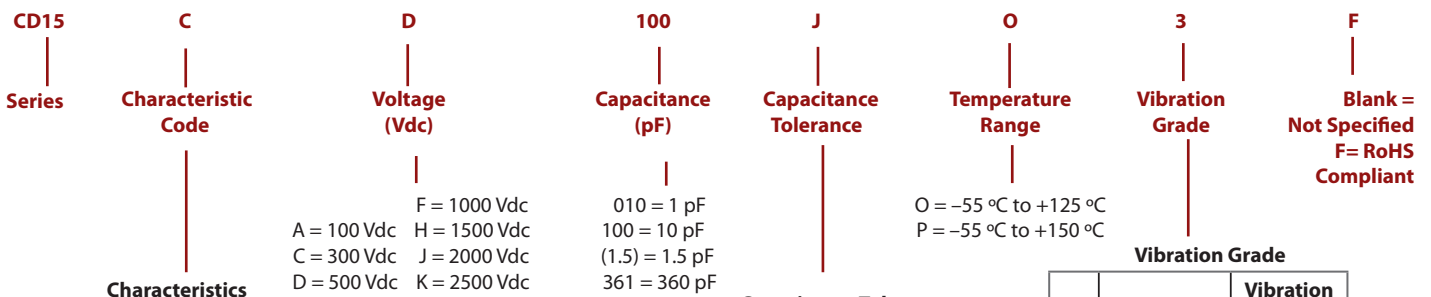 CD15 C D 100 J O 3 F
Series Characteristic Voltage Capacitance Capacitance Temperature Vibration Blank =
Code (Vdc) (pF) Tolerance Range Grade Not Specified
F= RoHS
Compliant
F = 1000 Vdc 010 = 1 pF O = –55 ºC to +125 ºC
A = 100 Vdc H = 1500 Vdc 100 = 10 pF P = –55 ºC to +150 ºC
C = 300 Vdc J = 2000 Vdc (1.5) = 1.5 pF Vibration Grade
D = 500 Vdc K = 2500 Vdc 361 = 360 pF
Characteristics Vibration